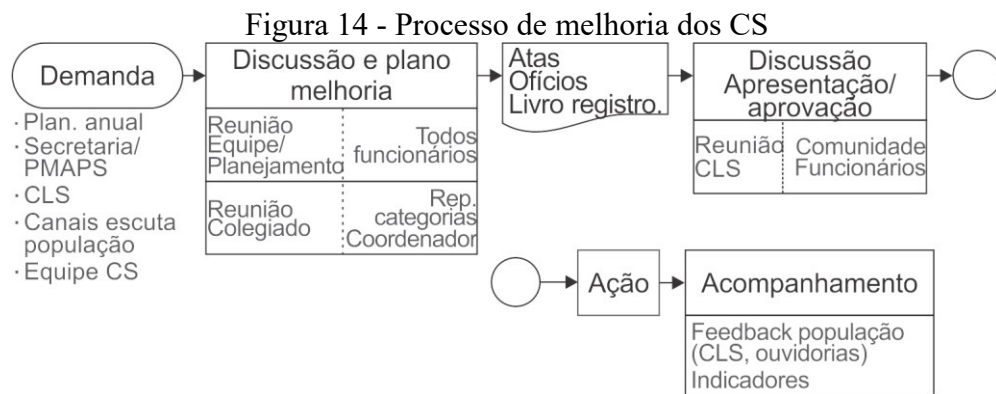 Figura 14 - Processo de melhoria dos CS
Demanda
· Plan. anual
· Secretaria/
PMAPS
· CLS
· Canais escuta
população
· Equipe CS
Discussão e plano
melhoria
Reunião
Equipe/
Planejamento
Todos
funcionários
Reunião
Colegiado
Rep.
categorias
Coordenador
Atas
Ofícios
Livro registro.
Discussão
Apresentação/
aprovação
Reunião
CLS
Comunidade
Funcionários
Ação
Acompanhamento
Feedback população
(CLS, ouvidorias)
Indicadores